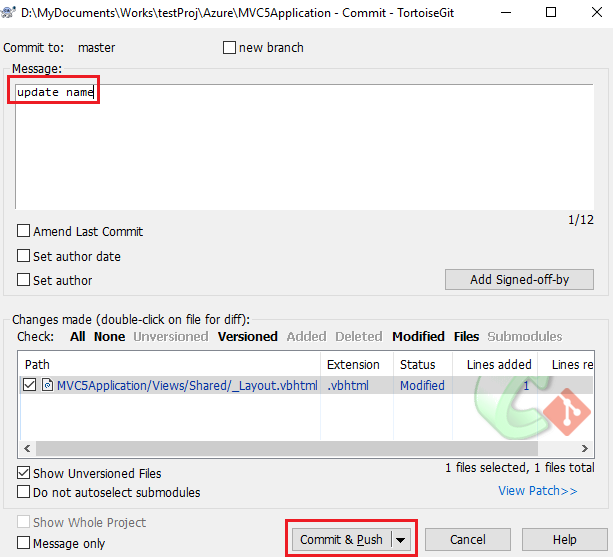 D:\MyDocuments\Works\testProj\Azure\MVC5Application - Commit - TortoiseGit
Commit to: master new branch
Message:
update name
1/12
Amend Last Commit
Set author date
Set author Add Signed-off-by
Changes made (double-click on file for diff):
Check: All None Unversioned Versioned Added Deleted Modified Files Submodules
Path Extension Status Lines added Lines re
MVC5Application/Views/Shared/_Layout.vbhtml .vbhtml Modified 1
Show Unversioned Files 1 files selected, 1 files total
Do not autoselect submodules View Patch>>
Show Whole Project
Message only Commit & Push Cancel Help